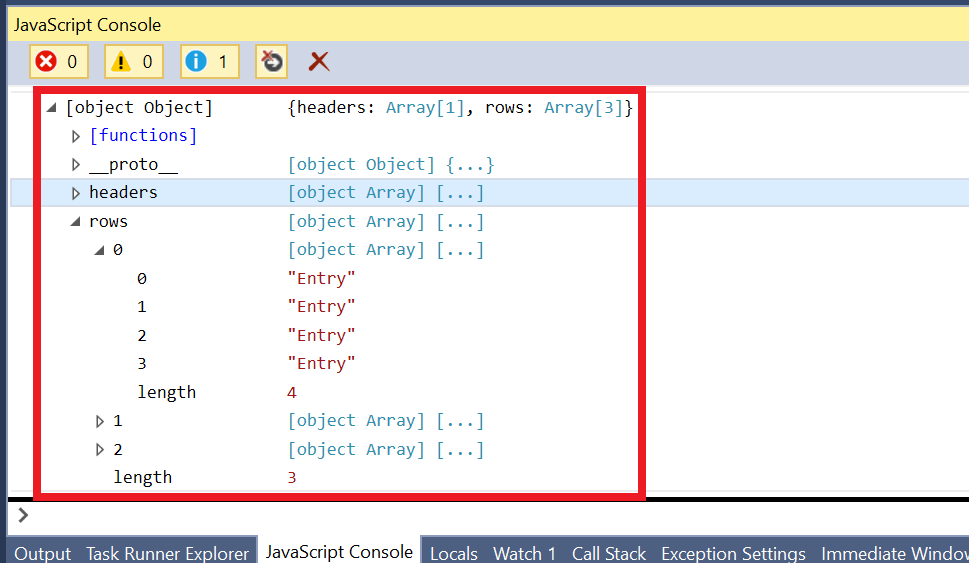 JavaScript Console
0 0 1
[object Object] {headers: Array[1], rows: Array[3]}
[functions]
__proto__ [object Object] {...}
headers [object Array] [...]
rows [object Array] [...]
0 [object Array] [...]
0 "Entry"
1 "Entry"
2 "Entry"
3 "Entry"
length 4
1 [object Array] [...]
2 [object Array] [...]
length 3
Output Task Runner Explorer JavaScript Console Locals Watch 1 Call Stack Exception Settings Immediate Window